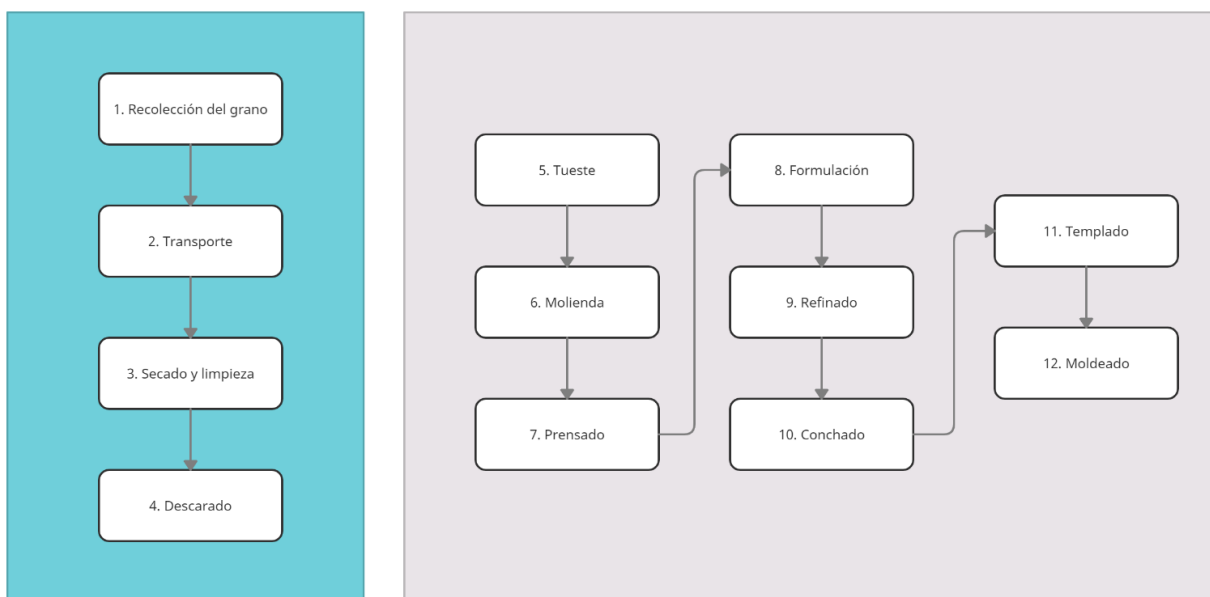 1. Recolección del grano
2. Transporte
3. Secado y limpieza
4. Descarado
5. Tueste
6. Molienda
7. Prensado
8. Formulación
9. Refinado
10. Conchado
11. Templado
12. Moldeado